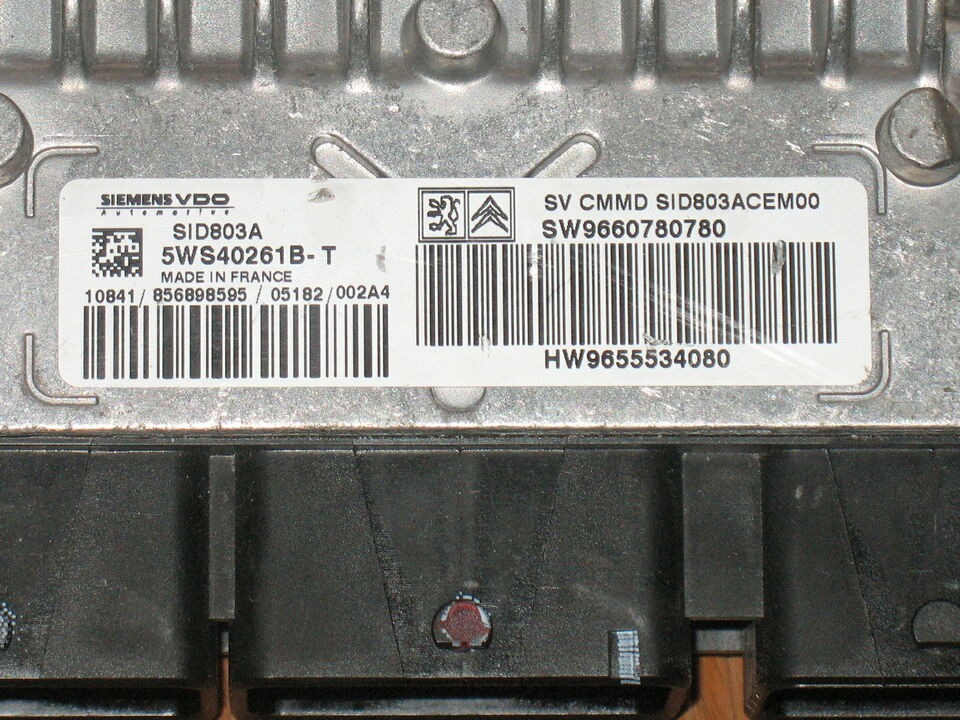 SIEMENS VDO
Automotive
SID803A
5WS40261B-T
MADE IN FRANCE
10841/856898595/05182/002A4
SV CMMD SID803ACEM00
SW9660780780
HW9655534080